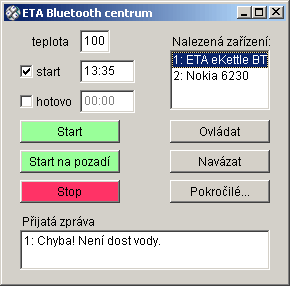 ETA Bluetooth centrum
teplota 100
start 13:35
hotovo 00:00
Start
Start na pozadí
Stop
Nalezená zařízení:
1: ETA eKettle BT
2: Nokia 6230
Ovládat
Navázat
Pokročilé...
Přijatá zpráva
1: Chyba! Není dost vody.